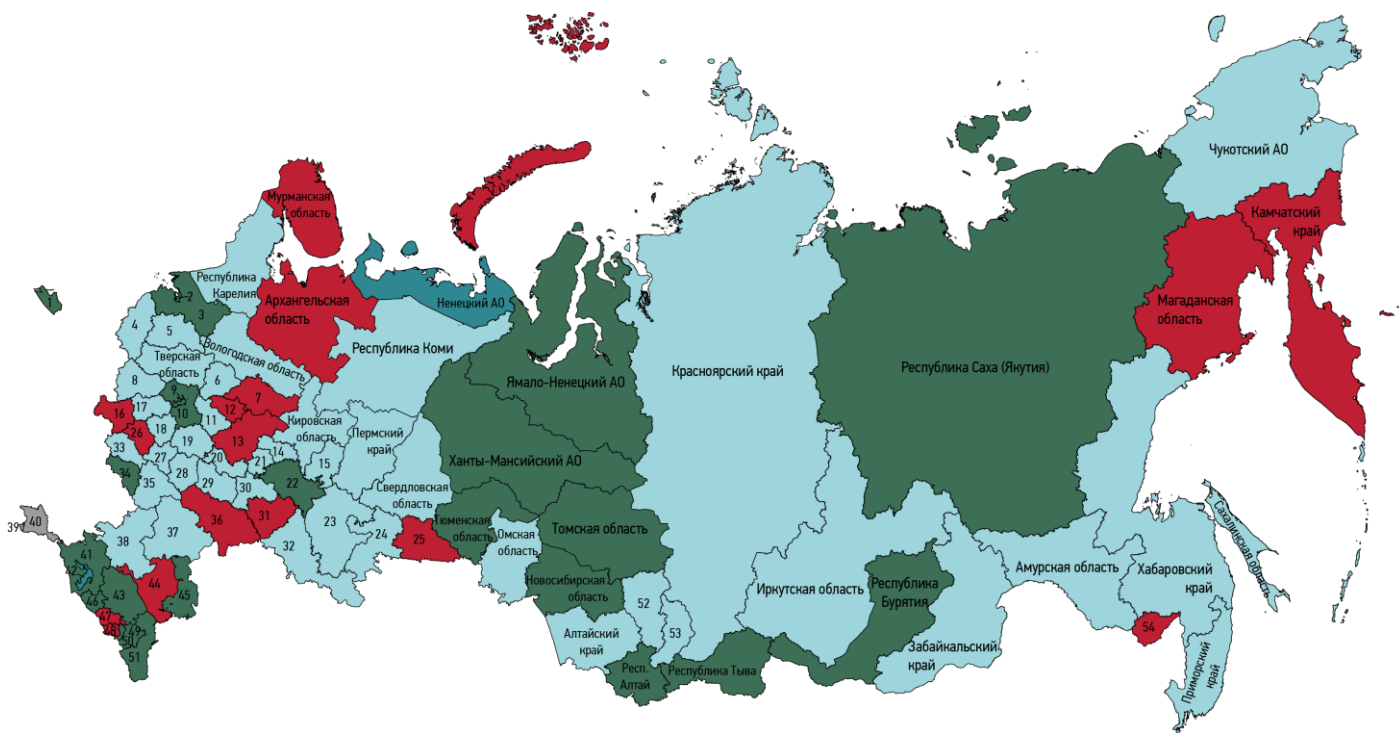 Чукотский АО
Камчатский
край
Мурманская
область
Магаданская
область
Республика
Карелия
Архангельская
область
Ненецкий АО
1
2
3
4
5
Вологодская область
Республика Коми
Тверская
область
6
7
8
9
10
11
12
13
Ямало-Ненецкий АО
Красноярский край
Республика Саха (Якутия)
16
17
18
19
26
Кировская
область
Пермский
край
14
15
20
21
22
33
27
28
29
30
34
35
Ханты-Мансийский АО
Свердловская
область
Тюменская
область
Томская область
Омская
область
Новосибирская
область
23
24
25
31
32
36
37
38
39
40
41
42
43
44
45
46
47
48
49
50
51
52
53
54
Алтайский
край
Респ.
Алтай
Республика Тыва
Иркутская область
Республика
Бурятия
Забайкальский
край
Амурская область
Хабаровский
край
Сахалинская область
Приморский край